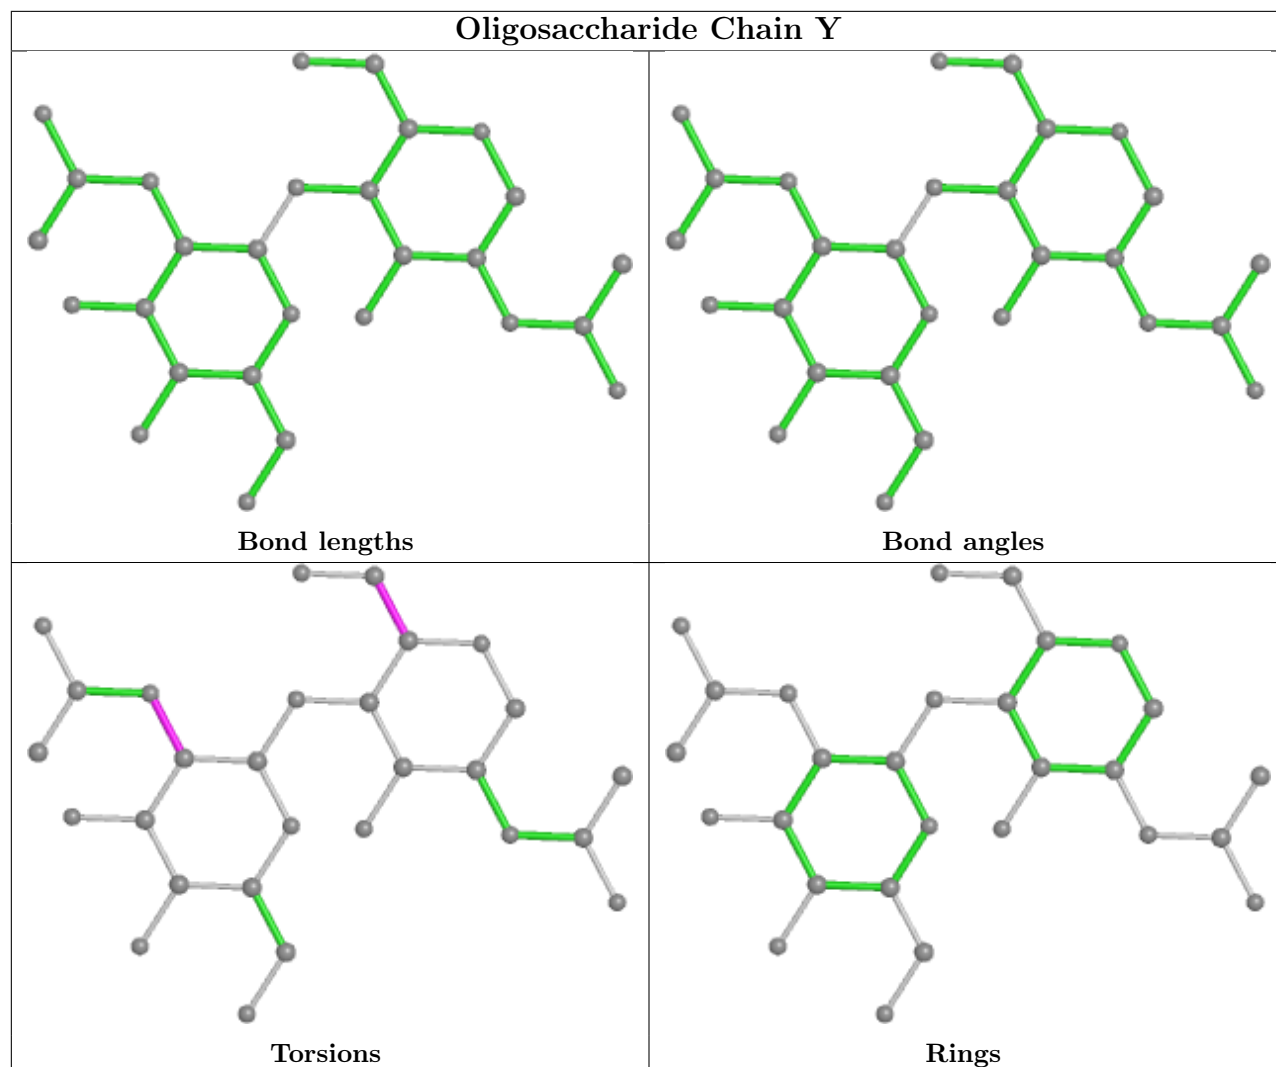 Oligosaccharide Chain Y
Bond lengths
Bond angles
Torsions
Rings